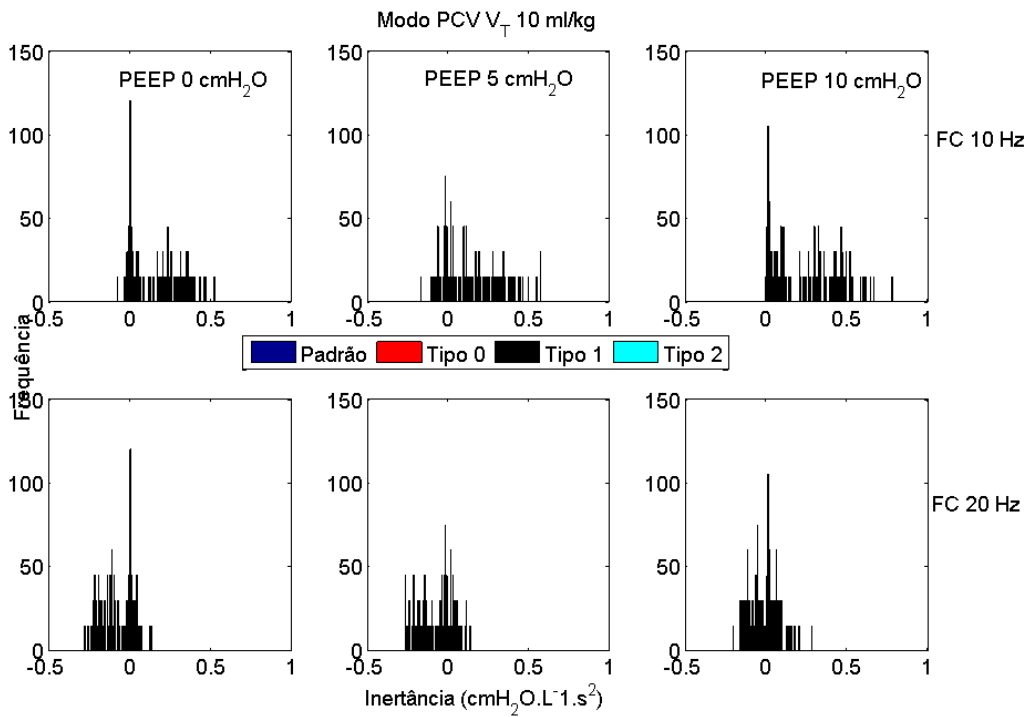 Modo PCV V_T 10 ml/kg
150
100
50
0
-0.5 0 0.5 1
PEEP 0 cmH₂O
150
100
50
0
-0.5 0 0.5 1
PEEP 5 cmH₂O
150
100
50
0
-0.5 0 0.5 1
PEEP 10 cmH₂O
FC 10 Hz
Frequência
Padrão Tipo 0 Tipo 1 Tipo 2
150
100
50
0
-0.5 0 0.5 1
150
100
50
0
-0.5 0 0.5 1
150
100
50
0
-0.5 0 0.5 1
FC 20 Hz
Inertância (cmH₂O.L⁻1.s²)